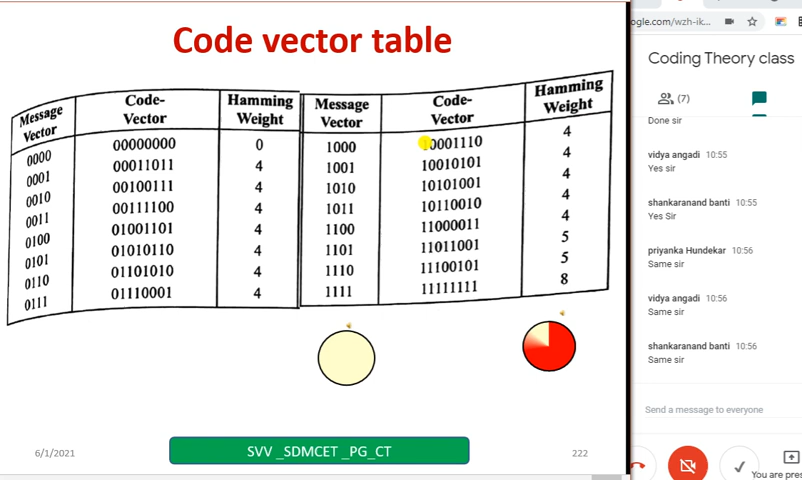 Code vector table
Message Vector	Code-Vector	Hamming Weight	Message Vector	Code-Vector	Hamming Weight
0000	00000000	0	1000	10001110	4
0001	00011011	4	1001	10010101	4
0010	00100111	4	1010	10101001	4
0011	00111100	4	1011	10110010	4
0100	01001101	4	1100	11000011	4
0101	01010110	4	1101	11011001	5
0110	01101010	4	1110	11100101	5
0111	01110001	4	1111	11111111	8
6/1/2021
SVV _SDMCET _PG_CT
222
ogle.com/wzh-ik...
Coding Theory class
(7)
Done sir
vidya angadi 10:55
Yes sir
shankaranand banti 10:55
Yes Sir
priyanka Hundekar 10:56
Same sir
vidya angadi 10:56
Same sir
shankaranand banti 10:56
Same sir
Send a message to everyone
You are pres